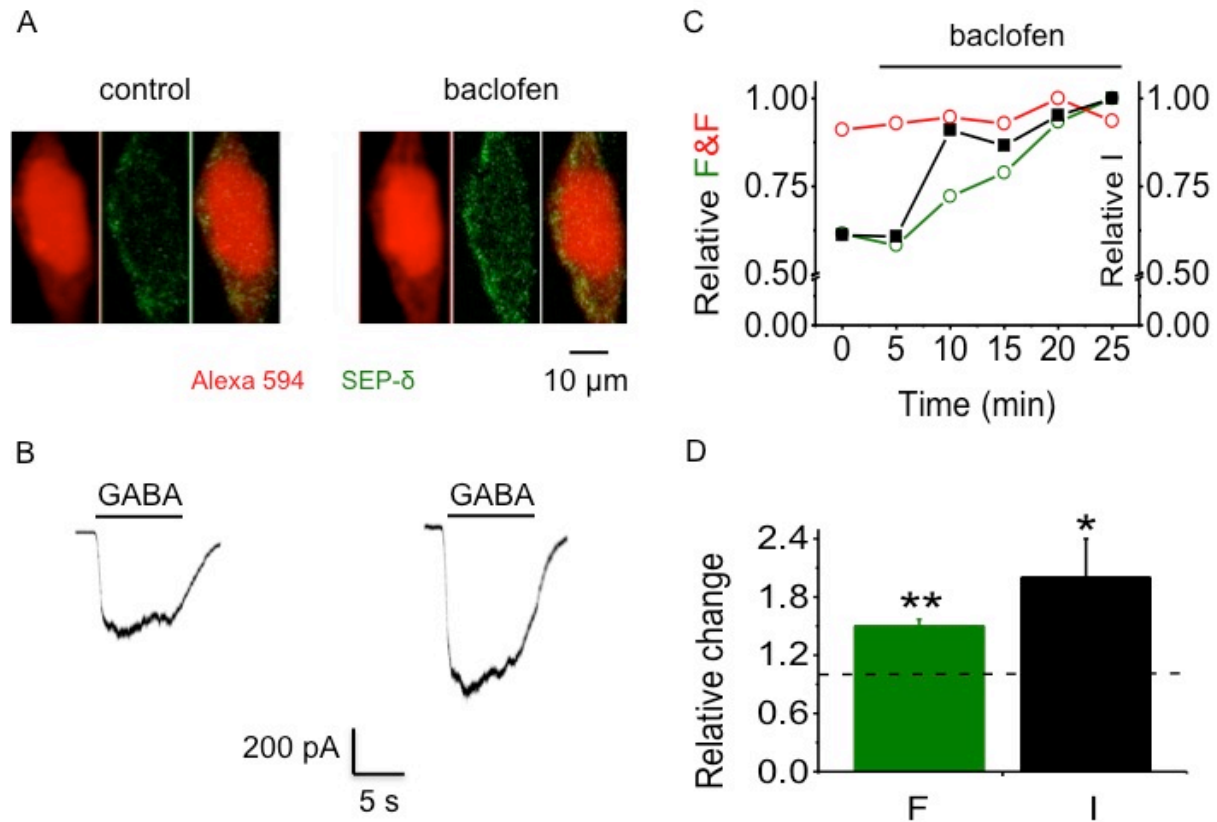 A
control
baclofen
Alexa 594
SEP-δ
10 µm
B
GABA
GABA
200 pA
5 s
C
baclofen
Relative F&F
1.00
0.75
0.50
0.00
Relative I
1.00
0.75
0.50
0.00
0 5 10 15 20 25
Time (min)
D
Relative change
2.4
1.8
1.2
0.6
0.0
**
*
F
I